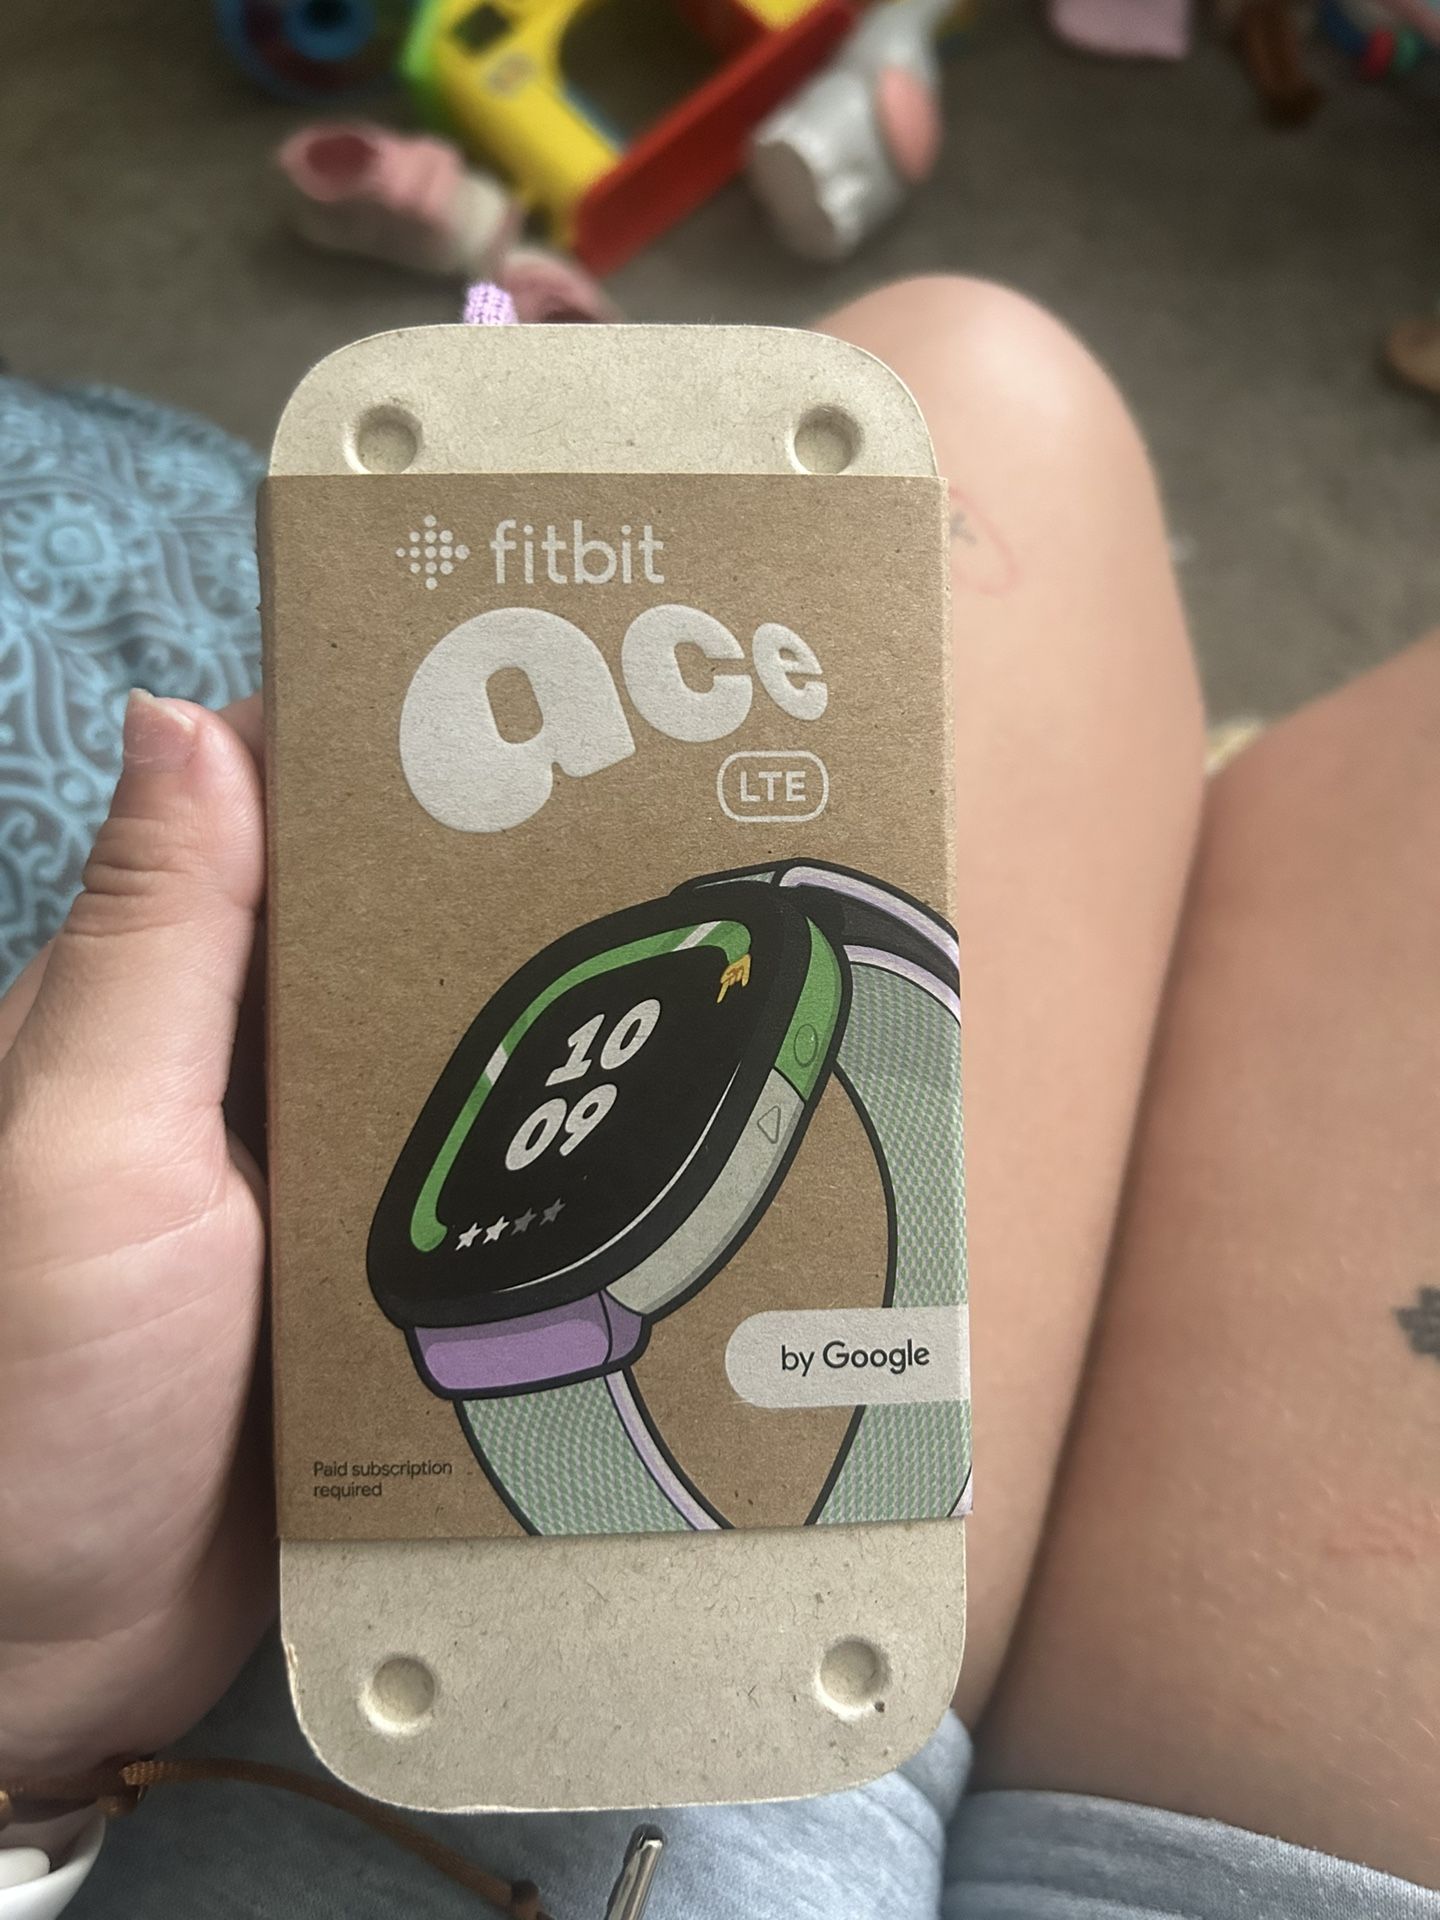 fitbit
ace
LTE
10
09
by Google
Paid subscription
required